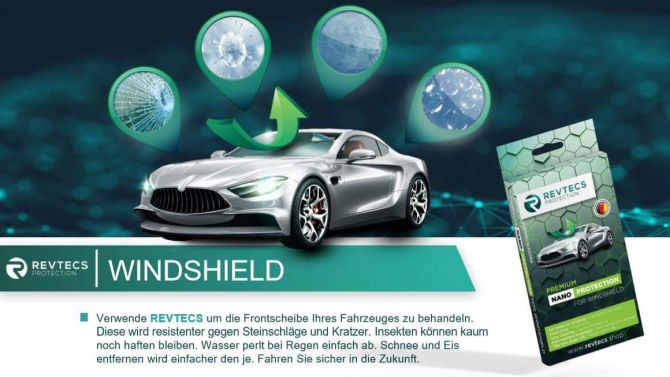 REVTECS
PROTECTION
WINDSHIELD
Verwende REVTECS um die Frontscheibe Ihres Fahrzeuges zu behandeln.
Diese wird resistenter gegen Steinschläge und Kratzer. Insekten können kaum
noch haften bleiben. Wasser perlt bei Regen einfach ab. Schnee und Eis
entfernen wird einfacher den je. Fahren Sie sicher in die Zukunft.
REVTECS
PROTECTION
PREMIUM
NANO PROTECTION
FOR WINDSHIELD
www.revtecs.shop